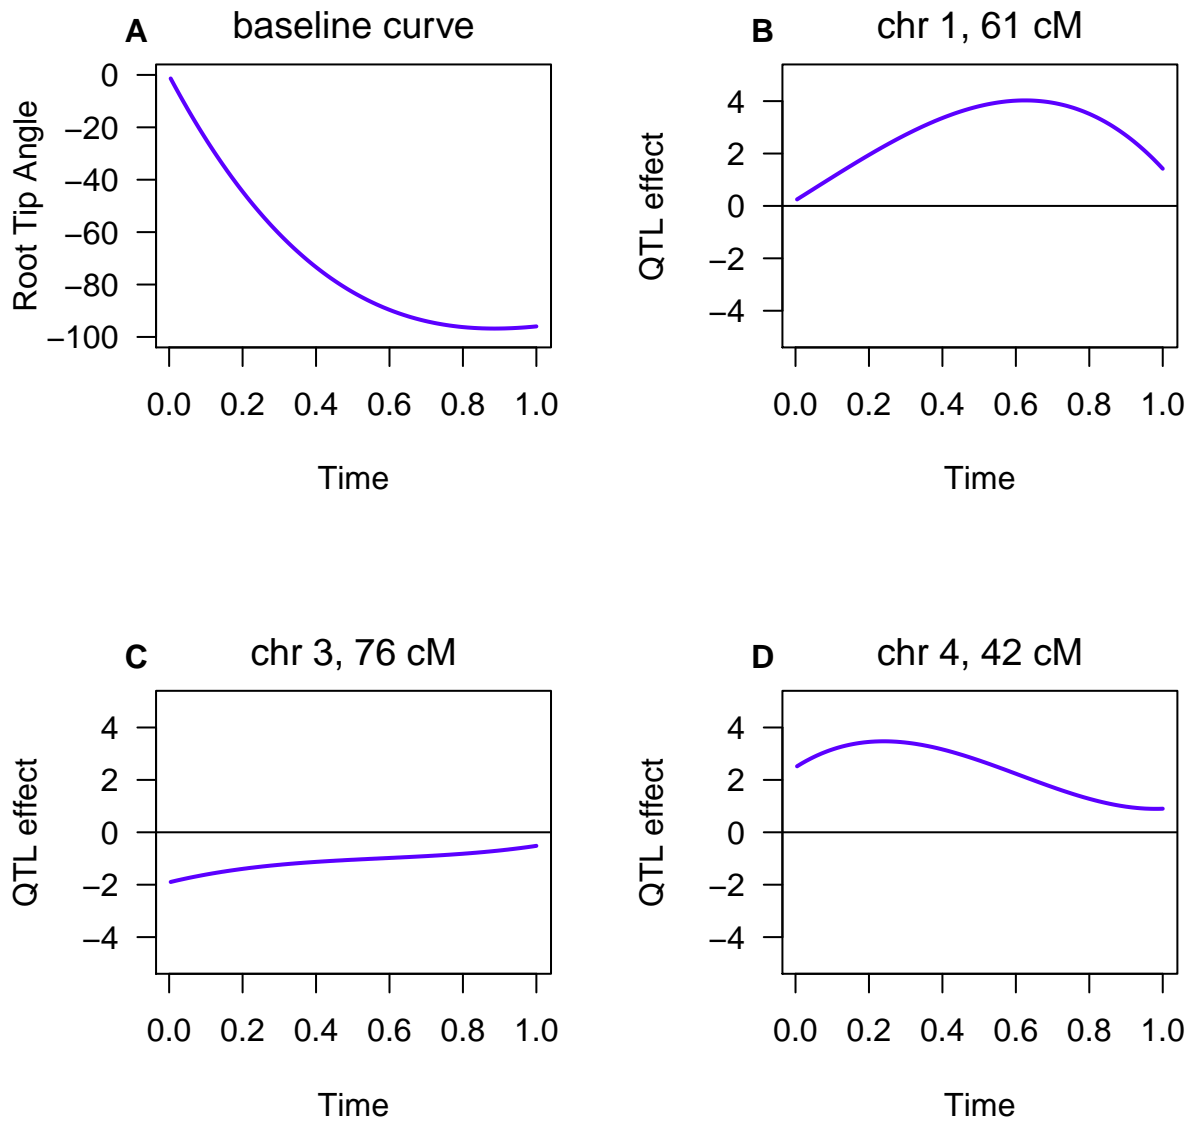 A baseline curve
Root Tip Angle
0
−20
−40
−60
−80
−100
0.0 0.2 0.4 0.6 0.8 1.0
Time
B chr 1, 61 cM
QTL effect
4
2
0
−2
−4
0.0 0.2 0.4 0.6 0.8 1.0
Time
C chr 3, 76 cM
QTL effect
4
2
0
−2
−4
0.0 0.2 0.4 0.6 0.8 1.0
Time
D chr 4, 42 cM
QTL effect
4
2
0
−2
−4
0.0 0.2 0.4 0.6 0.8 1.0
Time